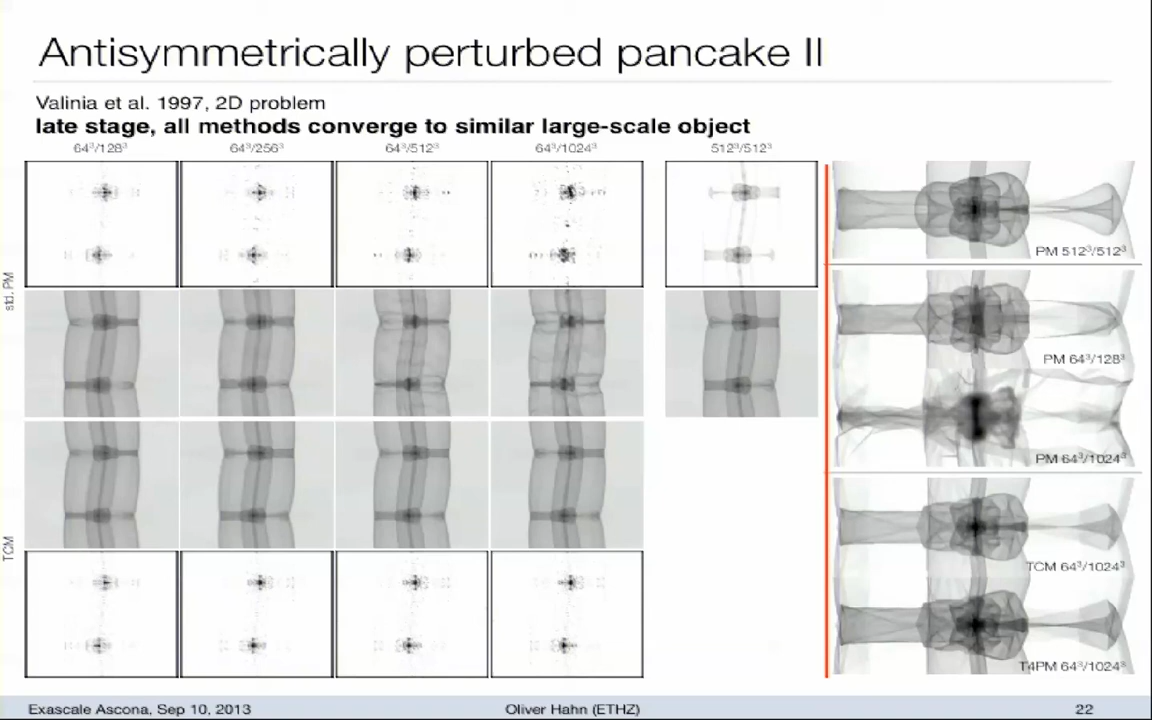 Antisymmetrically perturbed pancake II
Valinia et al. 1997, 2D problem
late stage, all methods converge to similar large-scale object
64³/128³ 64³/256³ 64³/512³ 64³/1024³ 512³/512³
std. PM
TCM
PM 512³/512³
PM 64³/128³
PM 64³/1024³
TCM 64³/1024³
T4PM 64³/1024³
Exascale Ascona, Sep 10, 2013 Oliver Hahn (ETHZ) 22